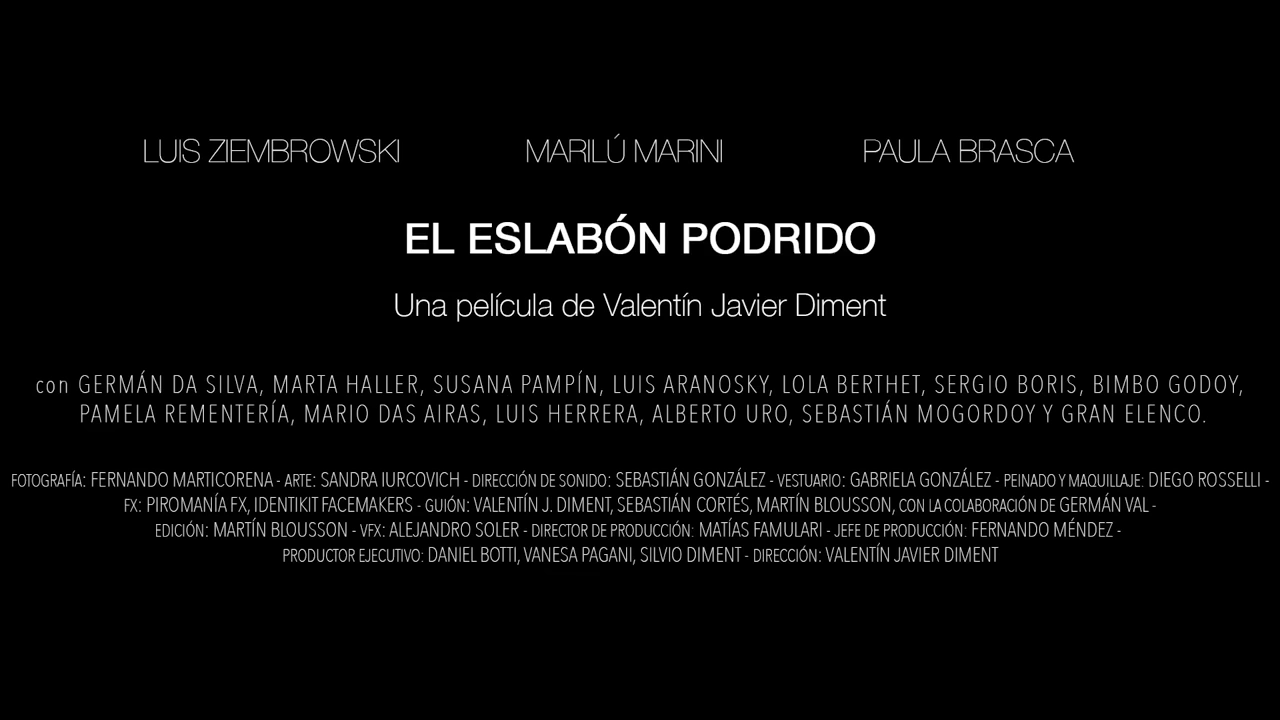 LUIS ZIEMBROWSKI MARILÚ MARINI PAULA BRASCA
EL ESLABÓN PODRIDO
Una película de Valentín Javier Diment
con GERMÁN DA SILVA, MARTA HALLER, SUSANA PAMPÍN, LUIS ARANOSKY, LOLA BERTHET, SERGIO BORIS, BIMBO GODOY,
PAMELA REMENTERÍA, MARIO DAS AIRAS, LUIS HERRERA, ALBERTO URO, SEBASTIÁN MOGORDOY Y GRAN ELENCO.
FOTOGRAFÍA: FERNANDO MARTICORENA - ARTE: SANDRA IURCOVICH - DIRECCIÓN DE SONIDO: SEBASTIÁN GONZÁLEZ - VESTUARIO: GABRIELA GONZÁLEZ - PEINADO Y MAQUILLAJE: DIEGO ROSSELLI -
FX: PIROMANÍA FX, IDENTIKIT FACEMAKERS - GUIÓN: VALENTÍN J. DIMENT, SEBASTIÁN CORTÉS, MARTÍN BLOUSSON, CON LA COLABORACIÓN DE GERMÁN VAL -
EDICIÓN: MARTÍN BLOUSSON - VFX: ALEJANDRO SOLER - DIRECTOR DE PRODUCCIÓN: MATÍAS FAMULARI - JEFE DE PRODUCCIÓN: FERNANDO MÉNDEZ -
PRODUCTOR EJECUTIVO: DANIEL BOTTI, VANESA PAGANI, SILVIO DIMENT - DIRECCIÓN: VALENTÍN JAVIER DIMENT